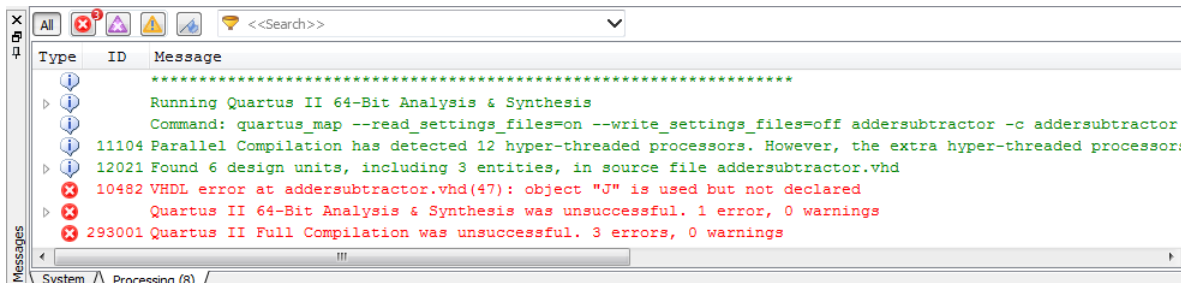 All 3 <<Search>>
Type ID Message
********************************************************************
Running Quartus II 64-Bit Analysis & Synthesis
Command: quartus_map --read_settings_files=on --write_settings_files=off addersubtractor -c addersubtractor
11104 Parallel Compilation has detected 12 hyper-threaded processors. However, the extra hyper-threaded processors
12021 Found 6 design units, including 3 entities, in source file addersubtractor.vhd
10482 VHDL error at addersubtractor.vhd(47): object "J" is used but not declared
Quartus II 64-Bit Analysis & Synthesis was unsuccessful. 1 error, 0 warnings
293001 Quartus II Full Compilation was unsuccessful. 3 errors, 0 warnings
Messages
System Processing (8)